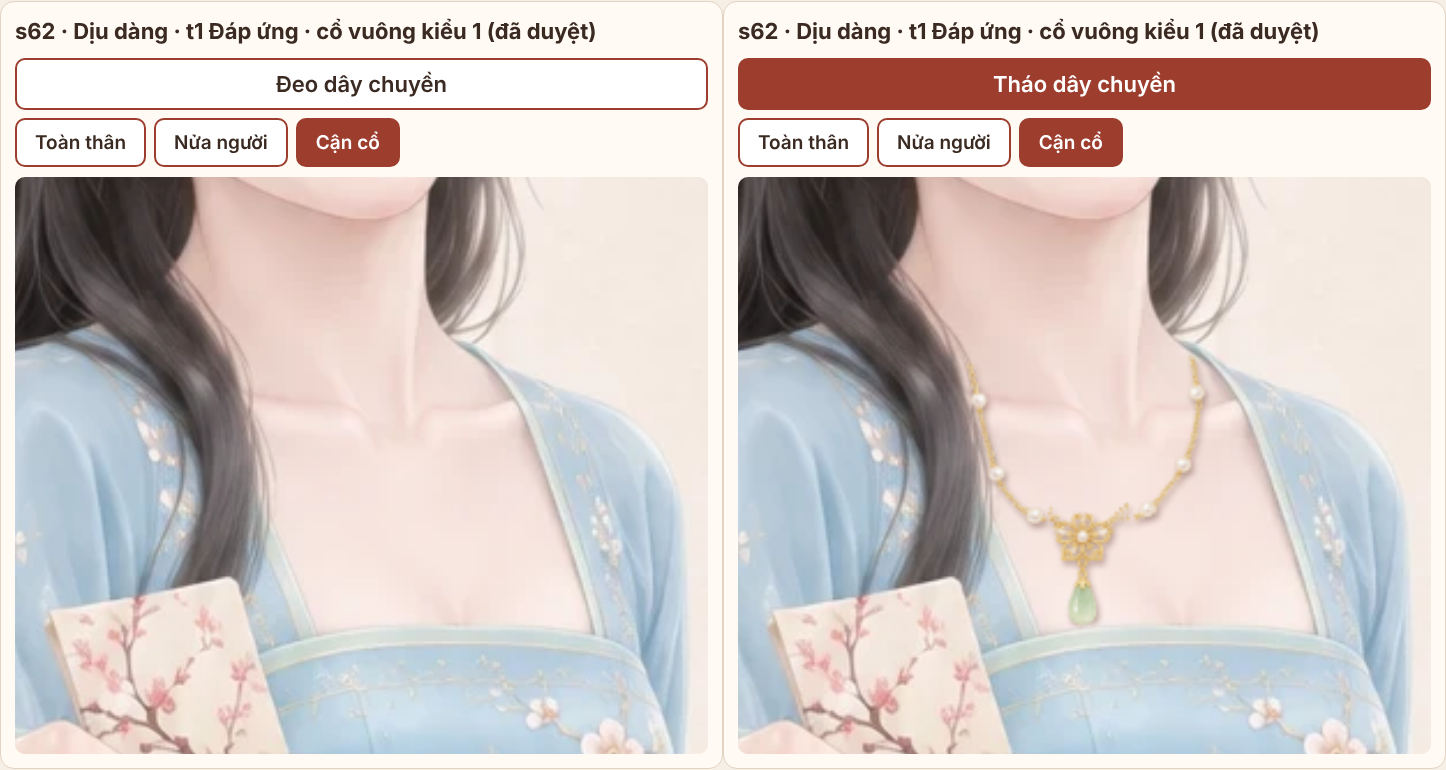 s62 · Dịu dàng · t1 Đáp ứng · cổ vuông kiểu 1 (đã duyệt)
Đeo dây chuyền
Toàn thân
Nửa người
Cận cổ
s62 · Dịu dàng · t1 Đáp ứng · cổ vuông kiểu 1 (đã duyệt)
Tháo dây chuyền
Toàn thân
Nửa người
Cận cổ